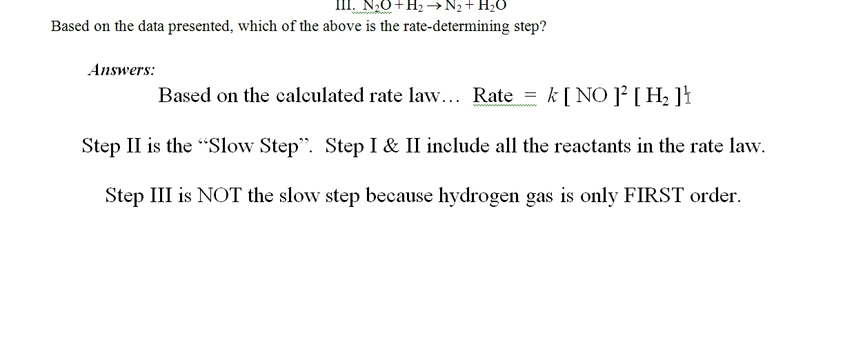 III. N₂O + H₂ → N₂ + H₂O
Based on the data presented, which of the above is the rate-determining step?
Answers:
Based on the calculated rate law… Rate = k [ NO ]² [ H₂ ]¹
Step II is the “Slow Step”. Step I & II include all the reactants in the rate law.
Step III is NOT the slow step because hydrogen gas is only FIRST order.